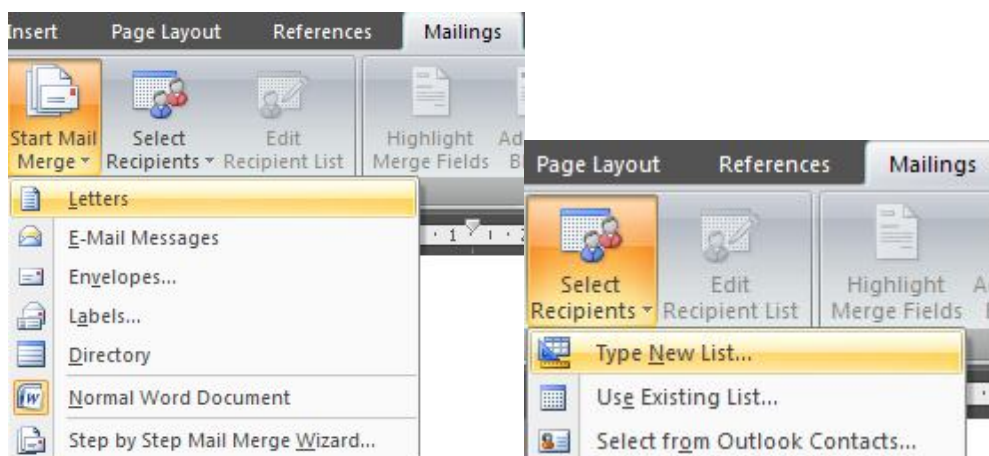 Insert Page Layout References Mailings
Start Mail Merge Select Recipients Edit Recipient List Highlight Merge Fields
Letters
E-Mail Messages
Envelopes...
Labels...
Directory
Normal Word Document
Step by Step Mail Merge Wizard...
1
Page Layout References Mailings
Select Recipients Edit Recipient List Highlight Merge Fields
Type New List...
Use Existing List...
Select from Outlook Contacts...